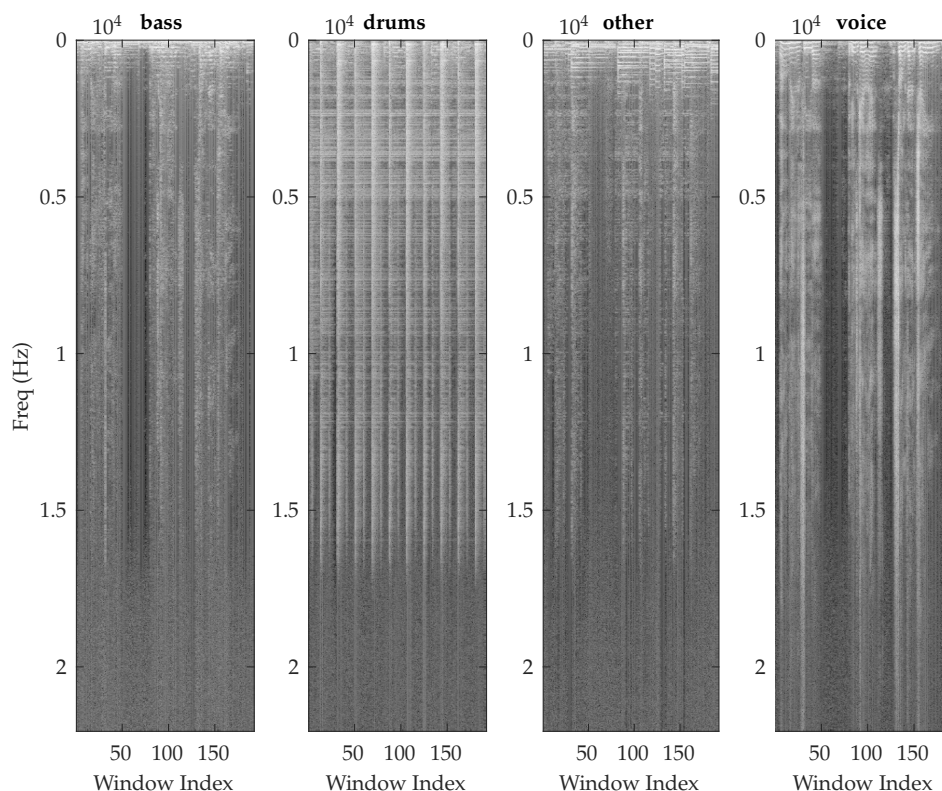 10⁴ bass
10⁴ drums
10⁴ other
10⁴ voice
0 0 0 0
0.5 0.5 0.5 0.5
1 1 1 1
1.5 1.5 1.5 1.5
2 2 2 2
Freq (Hz)
50 100 150 50 100 150 50 100 150 50 100 150
Window Index Window Index Window Index Window Index